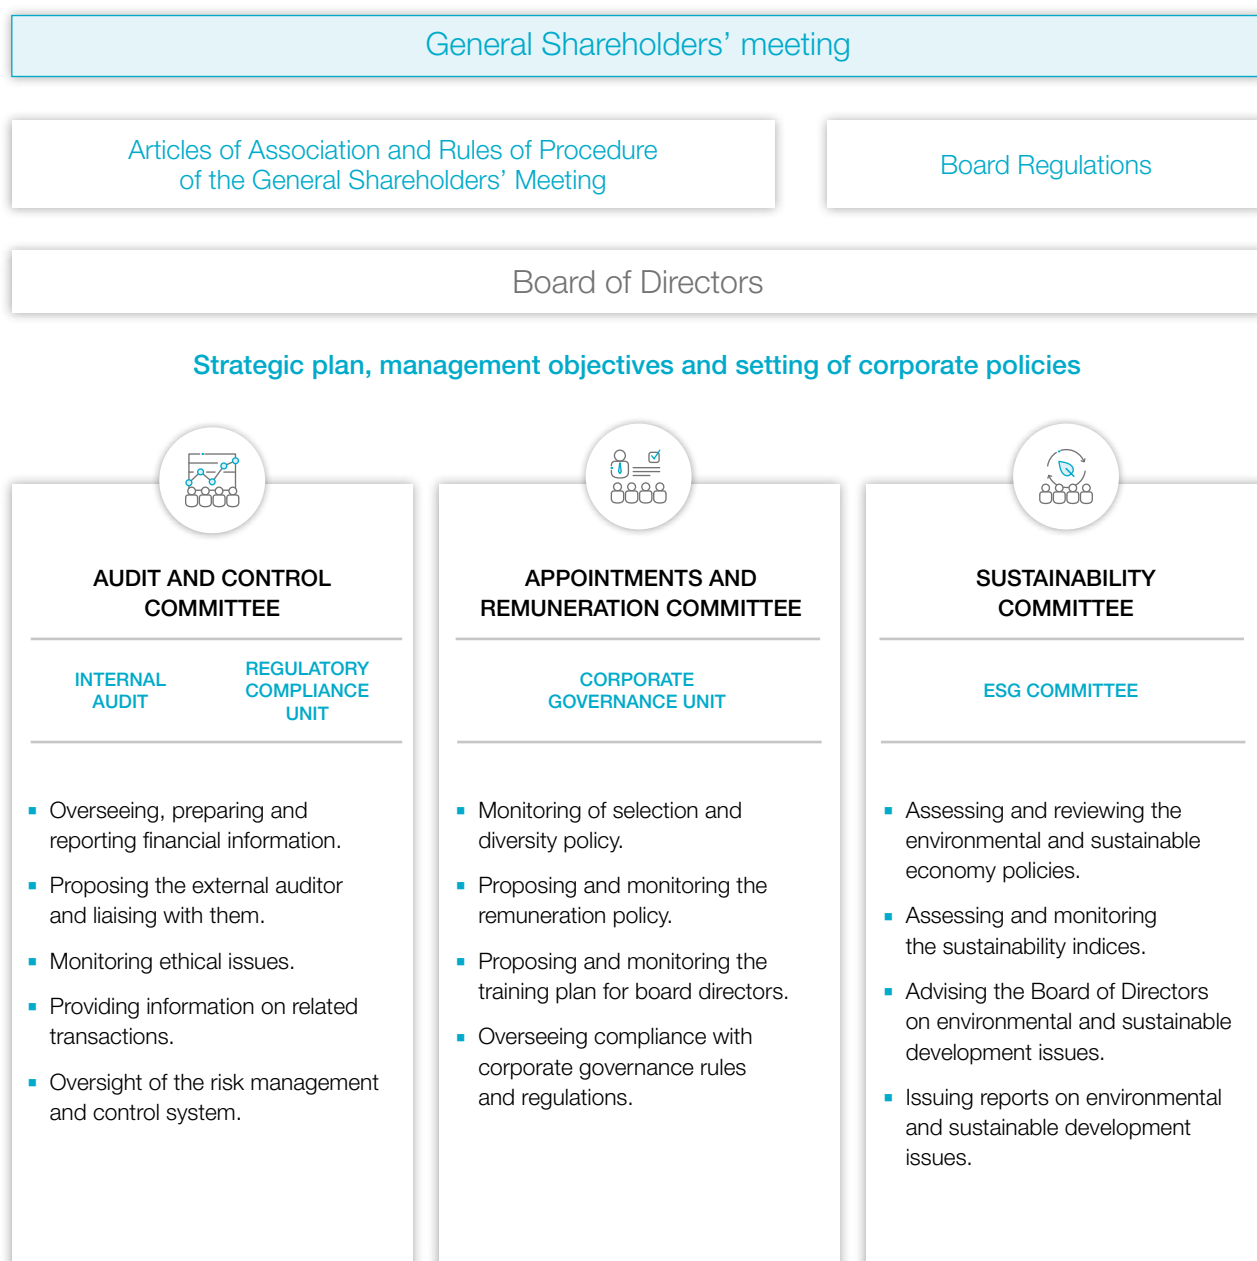 General Shareholders’ meeting
Articles of Association and Rules of Procedure
of the General Shareholders’ Meeting
Board Regulations
Board of Directors
Strategic plan, management objectives and setting of corporate policies
AUDIT AND CONTROL
COMMITTEE
INTERNAL
AUDIT
REGULATORY
COMPLIANCE
UNIT
▪ Overseeing, preparing and
reporting financial information.
▪ Proposing the external auditor
and liaising with them.
▪ Monitoring ethical issues.
▪ Providing information on related
transactions.
▪ Oversight of the risk management
and control system.
APPOINTMENTS AND
REMUNERATION COMMITTEE
CORPORATE
GOVERNANCE UNIT
▪ Monitoring of selection and
diversity policy.
▪ Proposing and monitoring the
remuneration policy.
▪ Proposing and monitoring the
training plan for board directors.
▪ Overseeing compliance with
corporate governance rules
and regulations.
SUSTAINABILITY
COMMITTEE
ESG COMMITTEE
▪ Assessing and reviewing the
environmental and sustainable
economy policies.
▪ Assessing and monitoring
the sustainability indices.
▪ Advising the Board of Directors
on environmental and sustainable
development issues.
▪ Issuing reports on environmental
and sustainable development
issues.